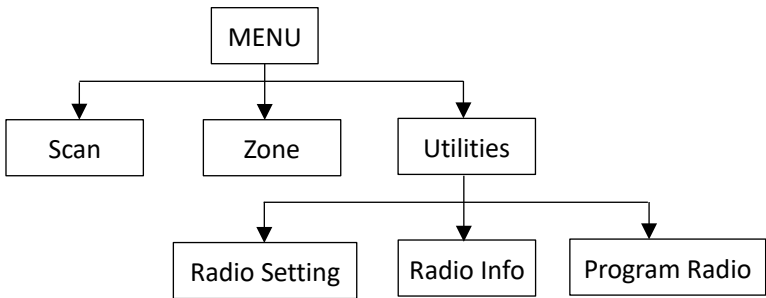 MENU
Scan
Zone
Utilities
Radio Setting
Radio Info
Program Radio